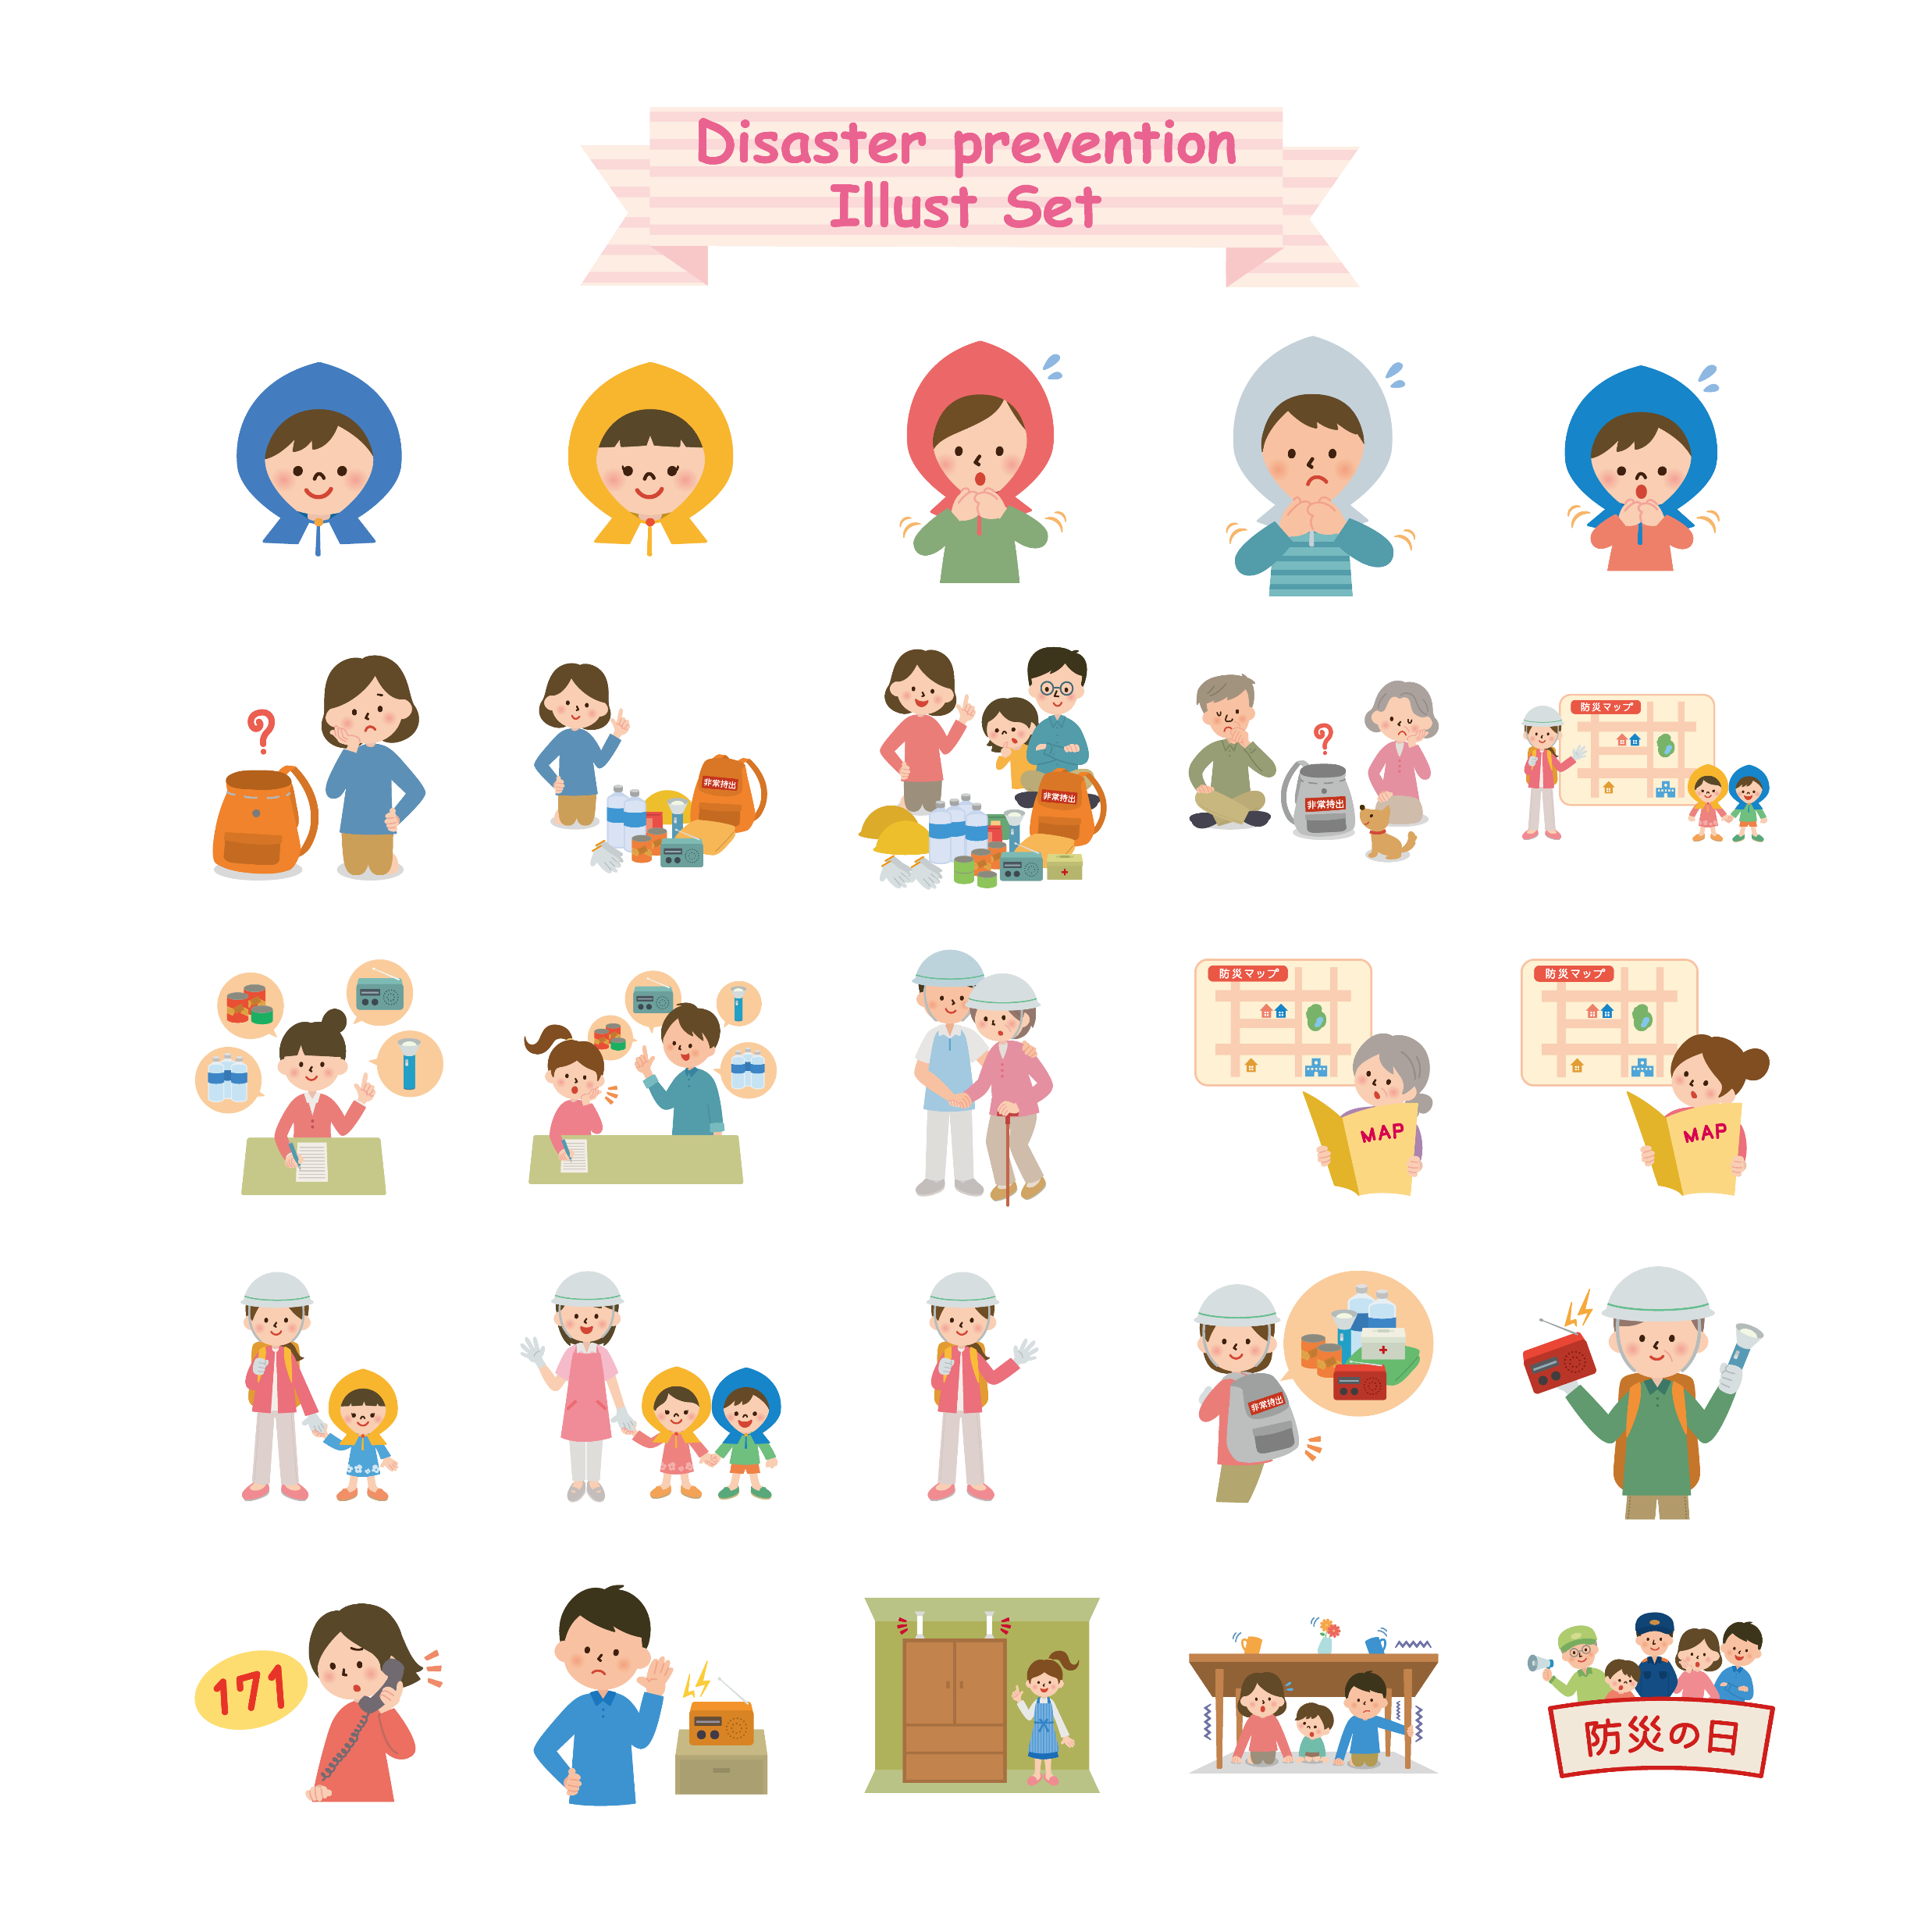 Disaster prevention
Illust Set
?
非常持出
非常持出
?
非常持出
防災マップ
防災マップ
MAP
防災マップ
MAP
非常持出
171
防災の日